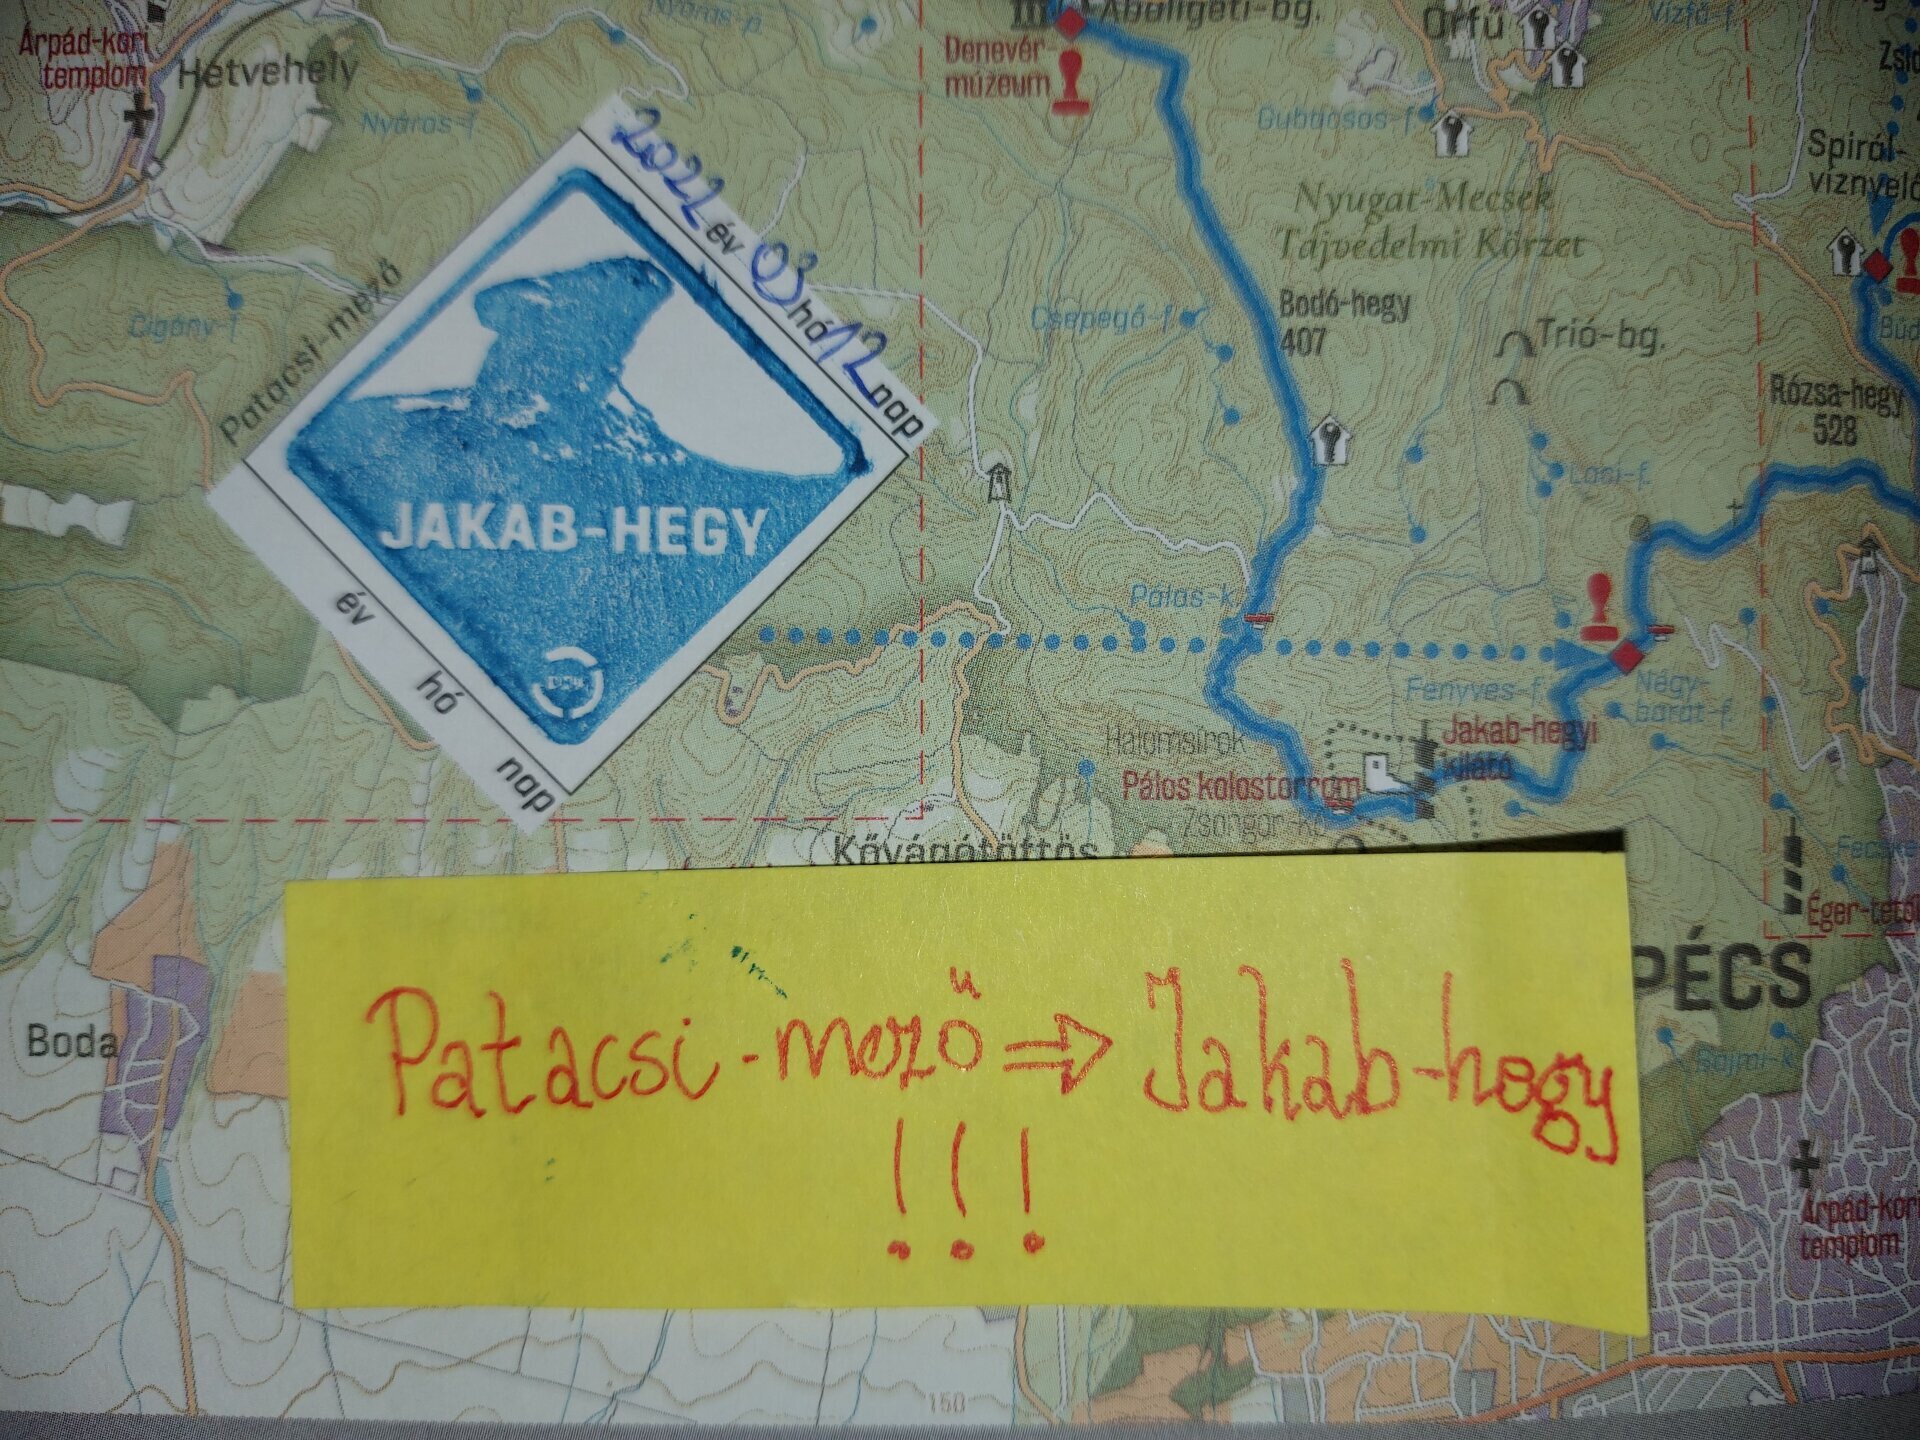 Abaligeti-bg.
Orfű
Vízfő-f.
Árpád-kori
templom
Hetvehely
Denevér-
múzeum
Nyáras-f.
Gubacsos-f.
Spirál-
víznyelő
2022 év 03 hó 12 nap
Nyugat-Mecsek
Tájvédelmi Körzet
Patacsi-mező
Cigány-f.
Csepegő-f.
Bodó-hegy
407
Trió-bg.
Rózsa-hegy
528
Laci-f.
JAKAB-HEGY
Pálos-k.
év hó nap
Fenyves-f.
Négy-
barát-f.
Halomsírok
Jakab-hegyi
kilátó
Pálos kolostorrom
Kővágótöttös
Éger-tető
PÉCS
Patacsi-mező ⇒ Jakab-hegy
! ! !
Boda
Árpád-kori
templom
150